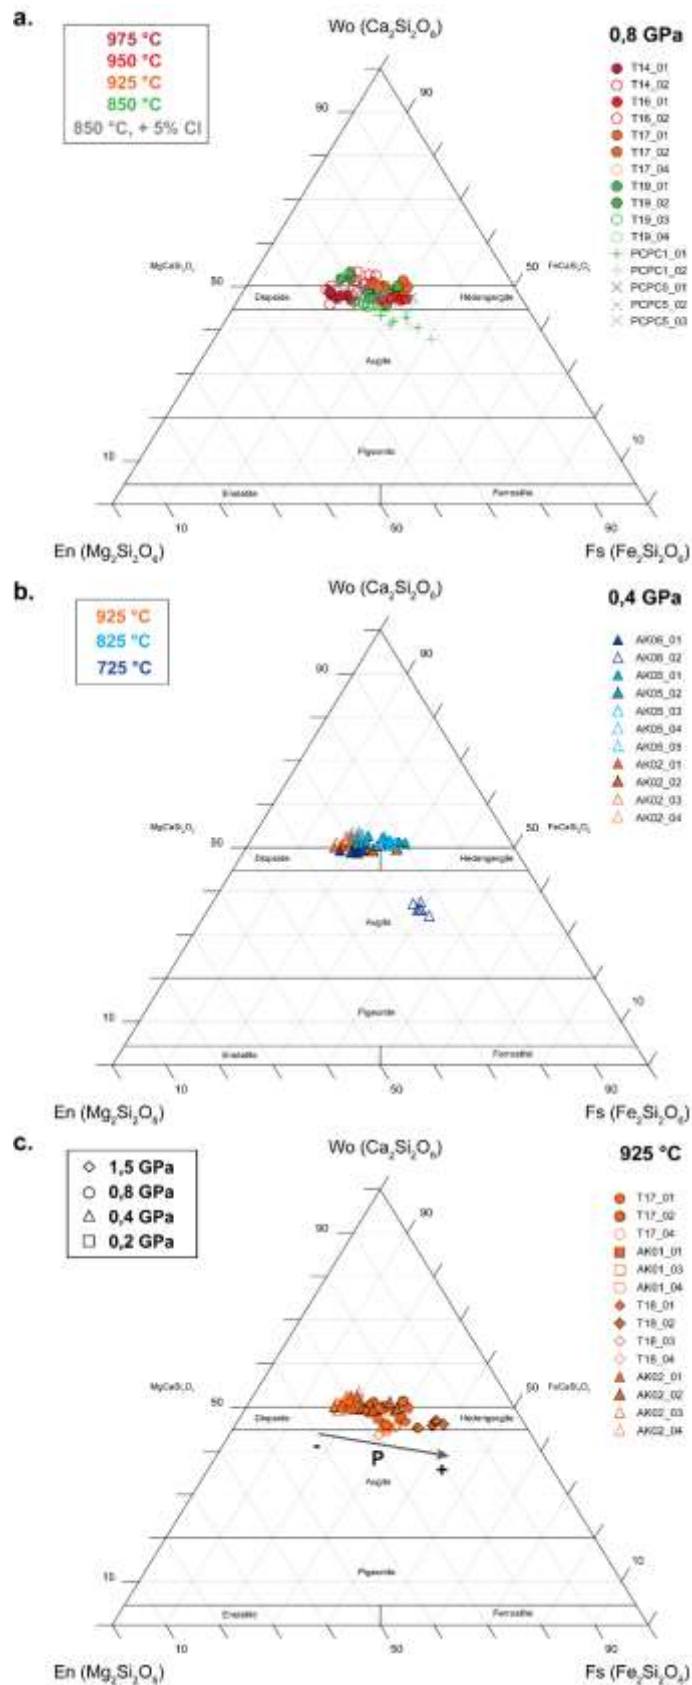 a.
Wo (Ca2Si2O6)
0,8 GPa
975 °C
950 °C
925 °C
850 °C
850 °C, + 5% Cl
T14_01
T14_02
T16_01
T16_02
T17_01
T17_02
T17_04
T19_01
T19_02
T19_03
T19_04
PCPC1_01
PCPC1_02
PCPC5_01
PCPC5_02
PCPC5_03
90
90
50
50
Diopside
Hedenbergite
Augite
10
10
Pigeonite
Enstatite
Ferrosilite
10
50
90
En (Mg2Si2O6)
Fs (Fe2Si2O6)
b.
Wo (Ca2Si2O6)
0,4 GPa
925 °C
825 °C
725 °C
AK06_01
AK06_02
AK05_01
AK05_02
AK05_03
AK05_04
AK05_05
AK02_01
AK02_02
AK02_03
AK02_04
90
90
50
50
Diopside
Hedenbergite
Augite
10
10
Pigeonite
Enstatite
Ferrosilite
10
50
90
En (Mg2Si2O6)
Fs (Fe2Si2O6)
c.
Wo (Ca2Si2O6)
925 °C
1,5 GPa
0,8 GPa
0,4 GPa
0,2 GPa
T17_01
T17_02
T17_04
AK01_01
AK01_03
AK01_04
T18_01
T18_02
T18_03
T18_04
AK02_01
AK02_02
AK02_03
AK02_04
90
90
50
50
Diopside
Hedenbergite
- P +
Augite
10
10
Pigeonite
Enstatite
Ferrosilite
10
50
90
En (Mg2Si2O6)
Fs (Fe2Si2O6)